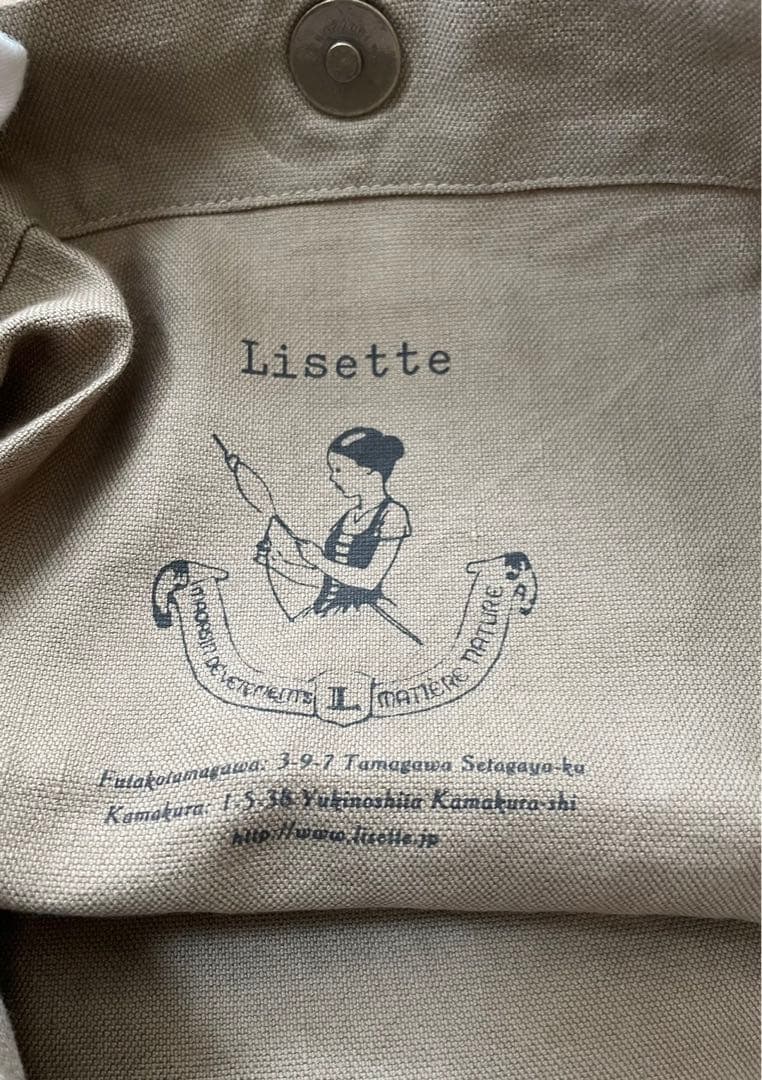 Lisette
MAGASIN DE VETEMENTS L MATIÈRE NATURE
Futakotamagawa: 3-9-7 Tamagawa Setagaya-ku
Kamakura: 1-5-38 Yukinoshita Kamakura-shi
http://www.lisette.jp